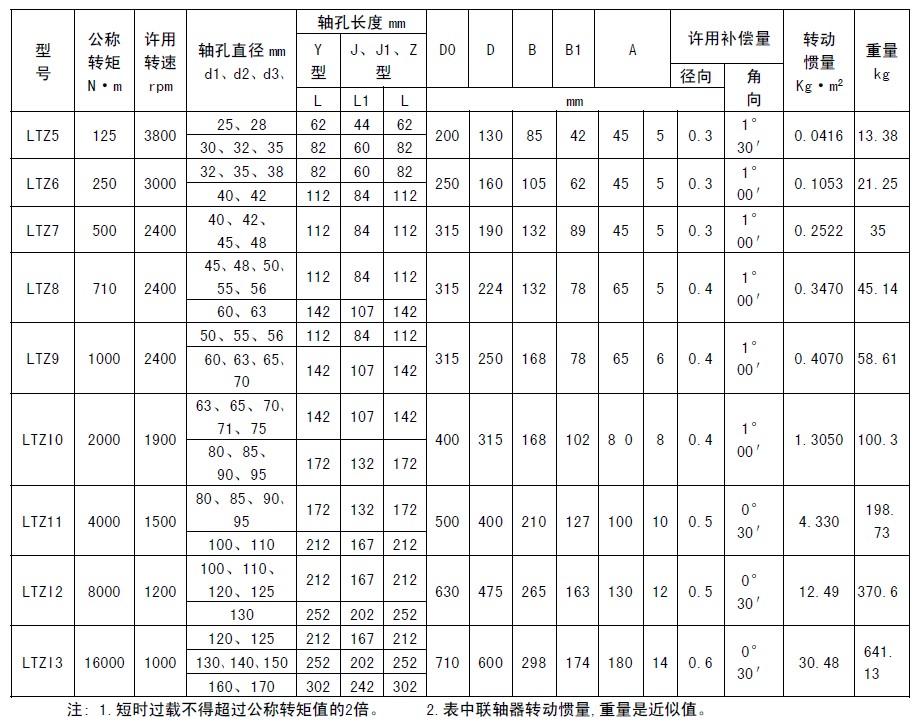 型号 公称转矩 N·m 许用转速 rpm 轴孔直径 mm d1、d2、d3、 轴孔长度 mm D0 D B B1 A 许用补偿量 转动惯量 Kg·m² 重量 kg
Y型 J、J1、Z型 径向 角向
L L1 L mm
LTZ5 125 3800 25、28 62 44 62 200 130 85 42 45 5 0.3 1°30′ 0.0416 13.38
30、32、35 82 60 82
LTZ6 250 3000 32、35、38 82 60 82 250 160 105 62 45 5 0.3 1°00′ 0.1053 21.25
40、42 112 84 112
LTZ7 500 2400 40、42、45、48 112 84 112 315 190 132 89 45 5 0.3 1°00′ 0.2522 35
LTZ8 710 2400 45、48、50、55、56 112 84 112 315 224 132 78 65 5 0.4 1°00′ 0.3470 45.14
60、63 142 107 142
LTZ9 1000 2400 50、55、56 112 84 112 315 250 168 78 65 6 0.4 1°00′ 0.4070 58.61
60、63、65、70 142 107 142
LTZI0 2000 1900 63、65、70、71、75 142 107 142 400 315 168 102 8 0 8 0.4 1°00′ 1.3050 100.3
80、85、90、95 172 132 172
LTZ11 4000 1500 80、85、90、95 172 132 172 500 400 210 127 100 10 0.5 0°30′ 4.330 198.73
100、110 212 167 212
LTZI2 8000 1200 100、110、120、125 212 167 212 630 475 265 163 130 12 0.5 0°30′ 12.49 370.6
130 252 202 252
LTZI3 16000 1000 120、125 212 167 212 710 600 298 174 180 14 0.6 0°30′ 30.48 641.13
130、140、150 252 202 252
160、170 302 242 302
注: 1.短时过载不得超过公称转矩值的2倍。 2.表中联轴器转动惯量,重量是近似值。